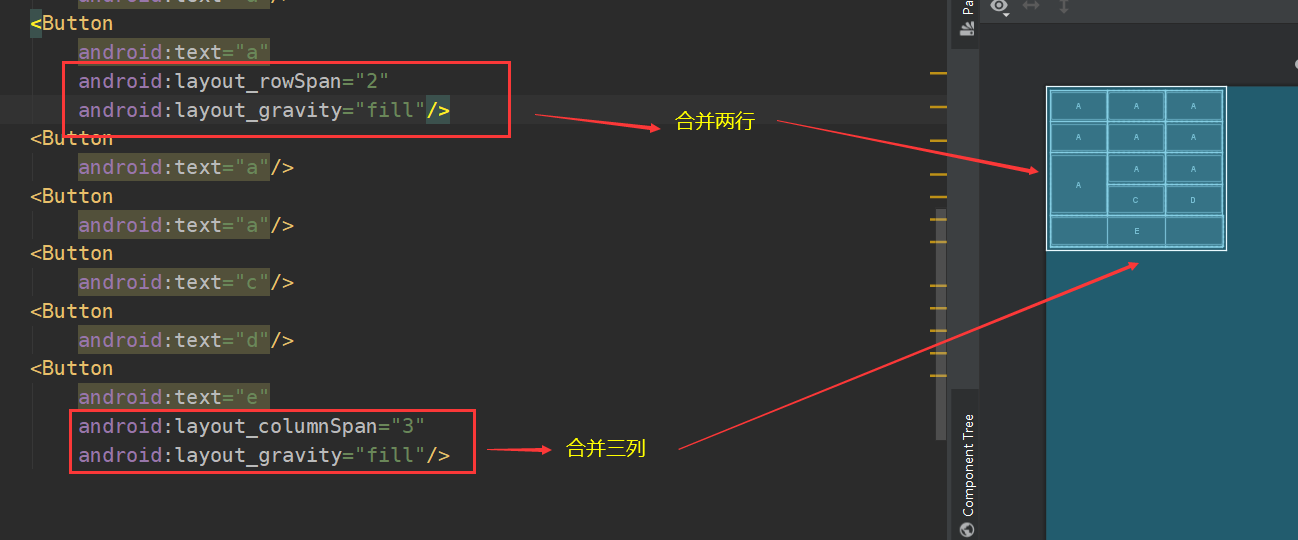 android:text="a"/>
<Button
android:text="a"
android:layout_rowSpan="2"
android:layout_gravity="fill"/>
<Button
android:text="a"/>
<Button
android:text="a"/>
<Button
android:text="c"/>
<Button
android:text="d"/>
<Button
android:text="e"
android:layout_columnSpan="3"
android:layout_gravity="fill"/>
合并两行
合并三列
Pa
Component Tree
A A A
A A A
A A A
C D
E